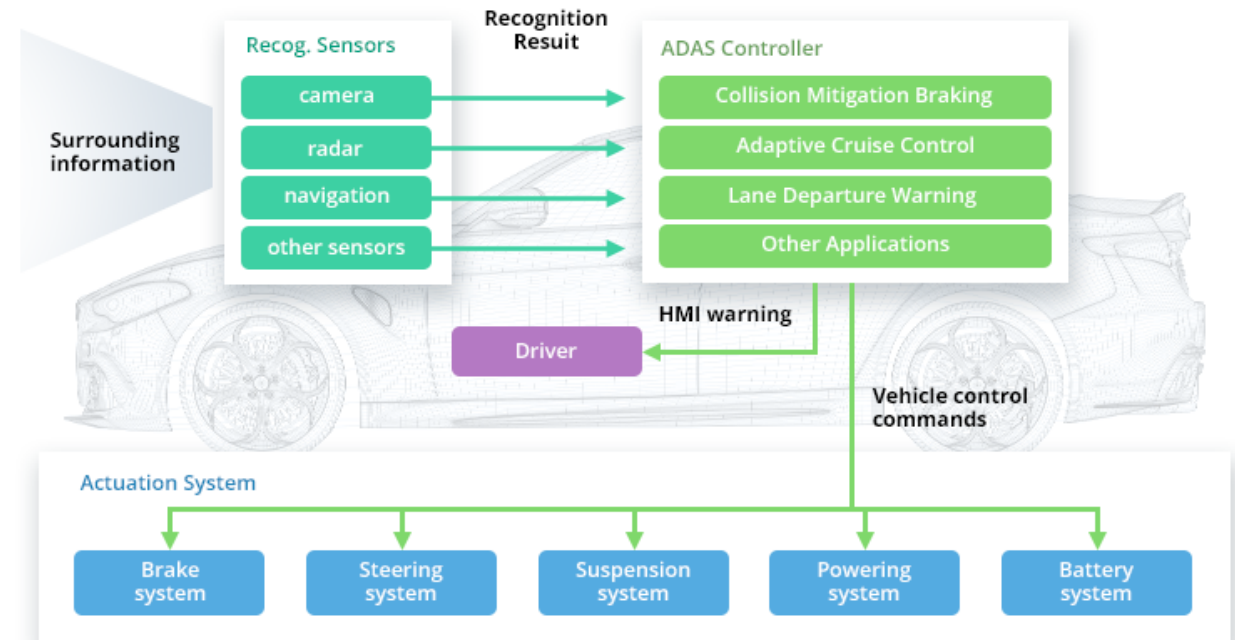 Surrounding
information
Recog. Sensors
camera
radar
navigation
other sensors
Recognition
Resuit
ADAS Controller
Collision Mitigation Braking
Adaptive Cruise Control
Lane Departure Warning
Other Applications
HMI warning
Driver
Vehicle control
commands
Actuation System
Brake
system
Steering
system
Suspension
system
Powering
system
Battery
system